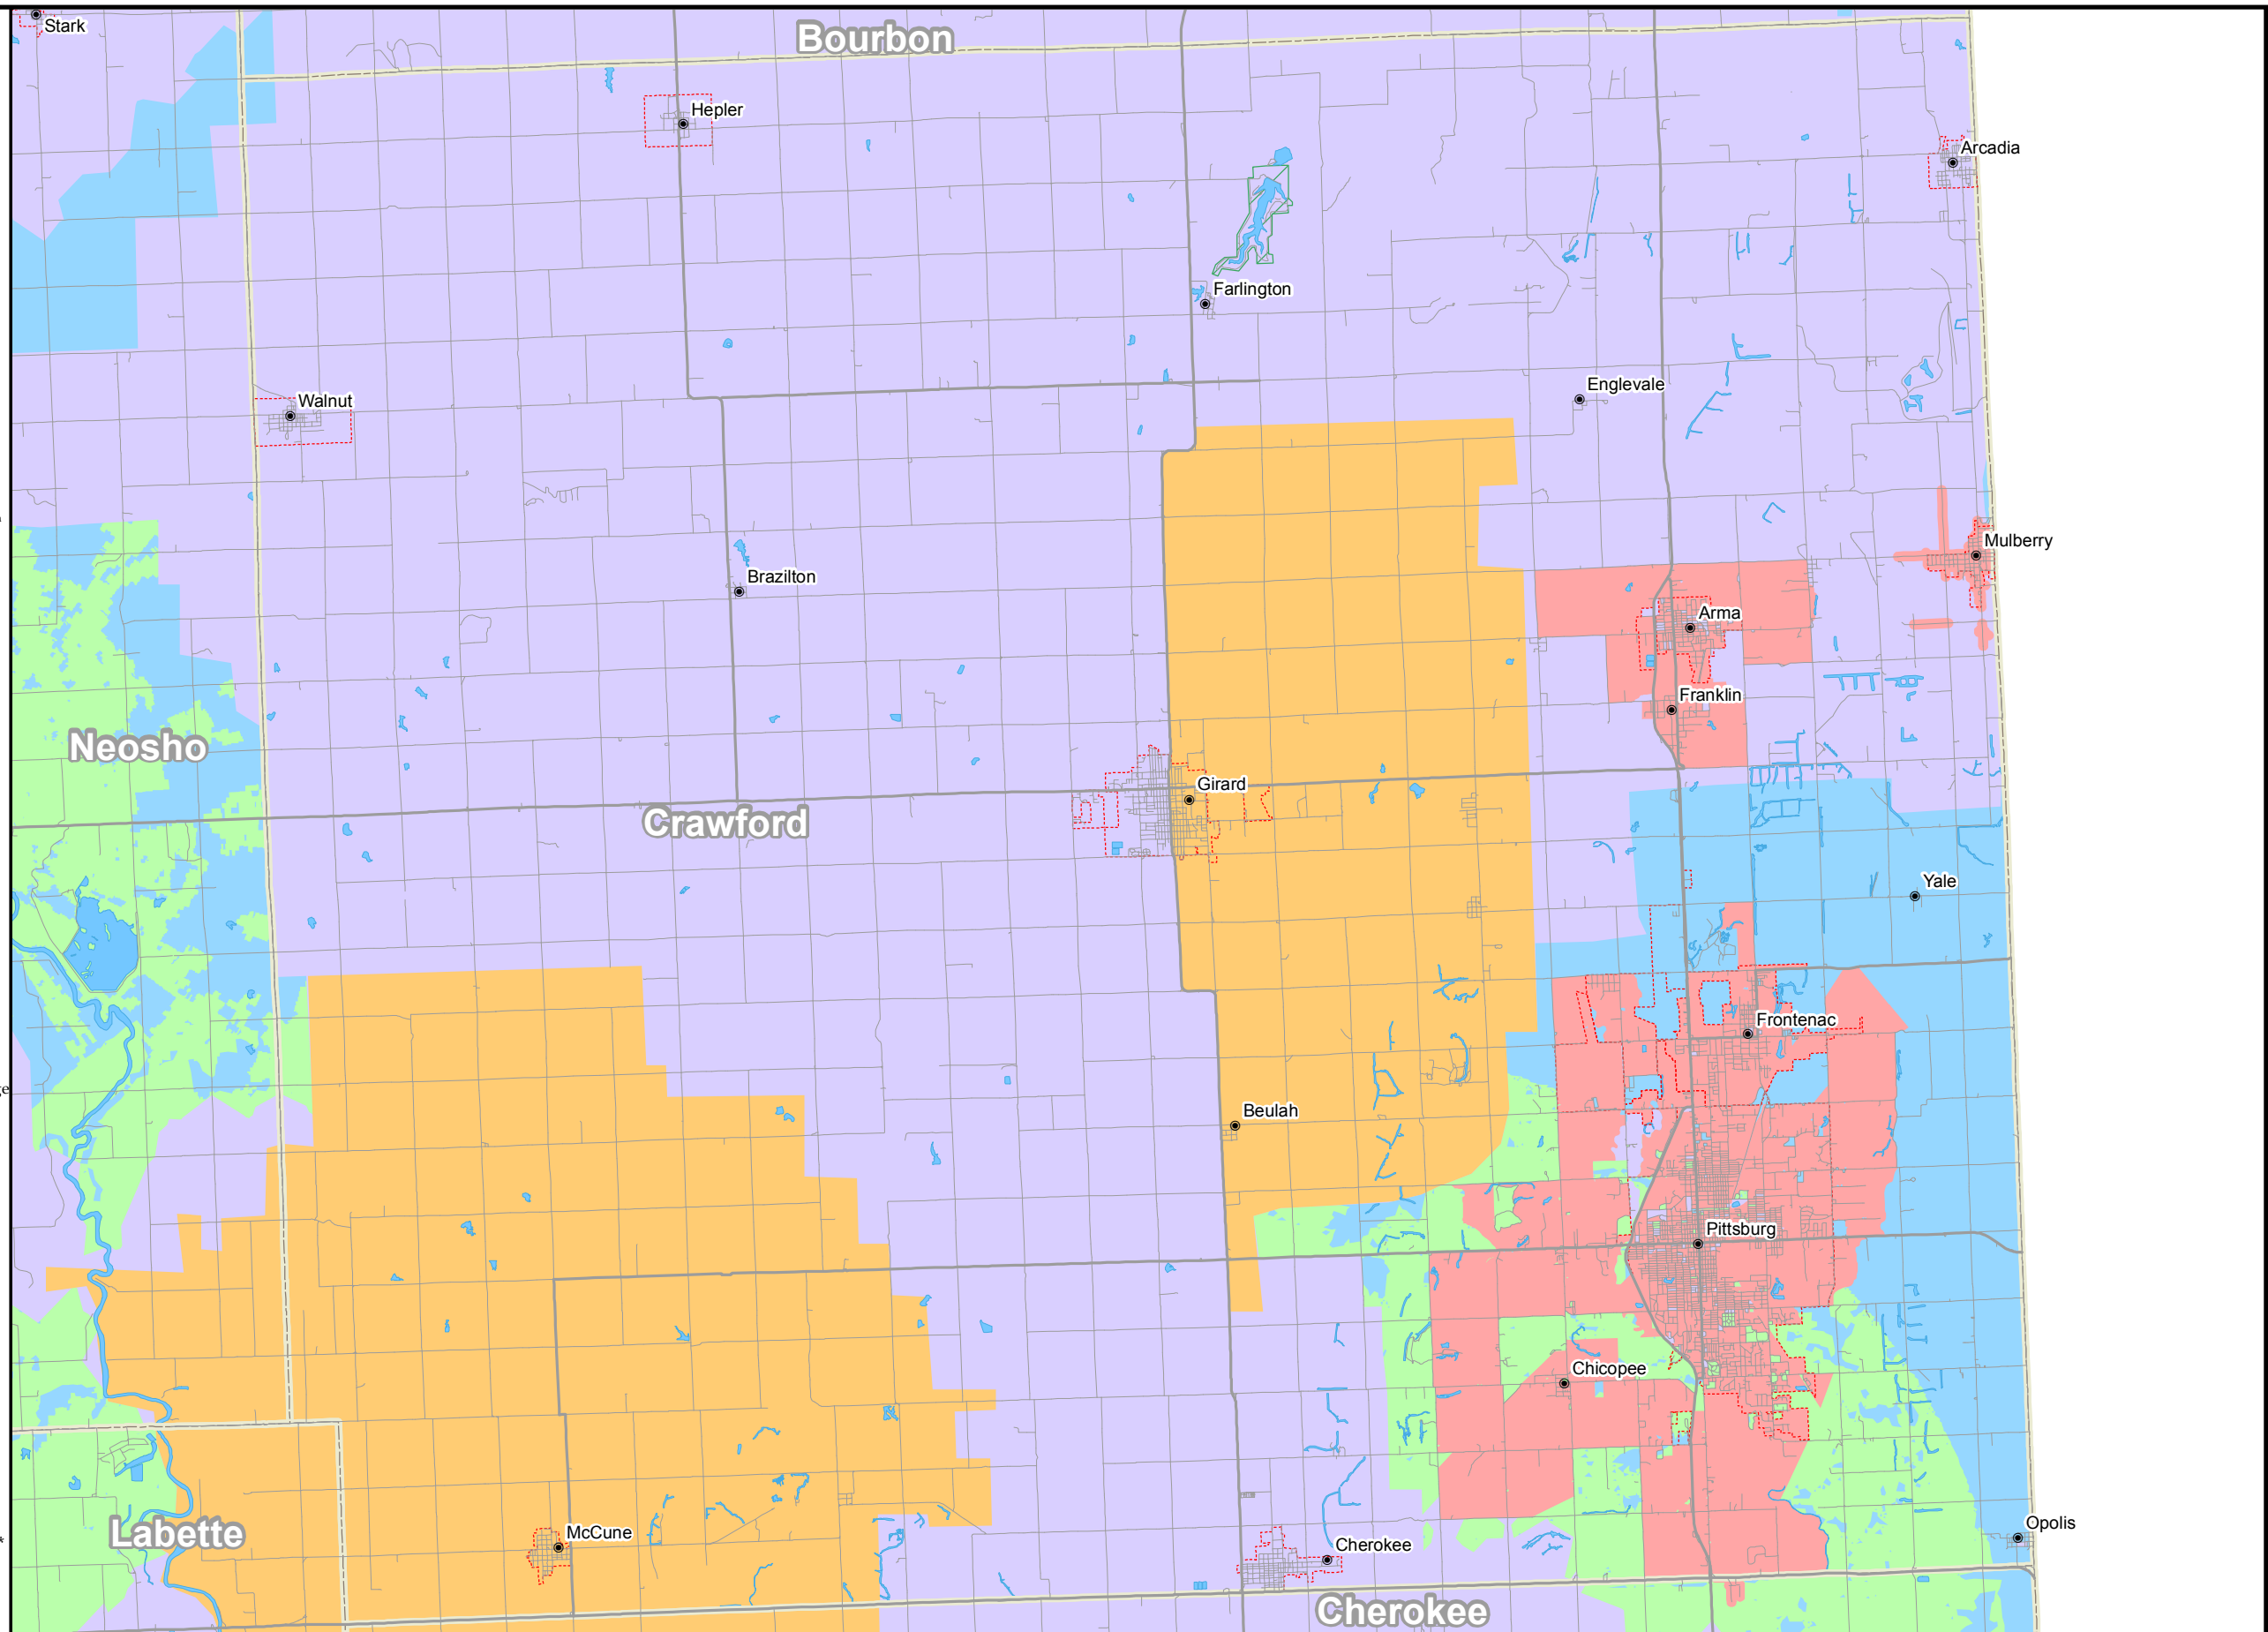 Stark
Bourbon
Hepler
Arcadia
Farlington
Englevale
Walnut
Mulberry
Brazilton
Arma
Franklin
Neosho
Girard
Crawford
Yale
Frontenac
Beulah
Pittsburg
Chicopee
Opolis
McCune
Labette
Cherokee
Cherokee